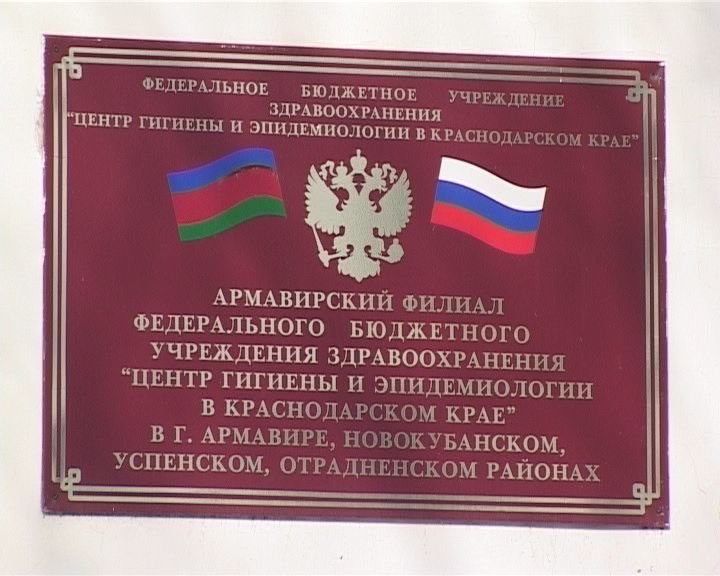 ФЕДЕРАЛЬНОЕ БЮДЖЕТНОЕ УЧРЕЖДЕНИЕ
ЗДРАВООХРАНЕНИЯ
“ЦЕНТР ГИГИЕНЫ И ЭПИДЕМИОЛОГИИ В КРАСНОДАРСКОМ КРАЕ”
АРМАВИРСКИЙ ФИЛИАЛ
ФЕДЕРАЛЬНОГО БЮДЖЕТНОГО
УЧРЕЖДЕНИЯ ЗДРАВООХРАНЕНИЯ
“ЦЕНТР ГИГИЕНЫ И ЭПИДЕМИОЛОГИИ
В КРАСНОДАРСКОМ КРАЕ”
В Г. АРМАВИРЕ, НОВОКУБАНСКОМ,
УСПЕНСКОМ, ОТРАДНЕНСКОМ РАЙОНАХ